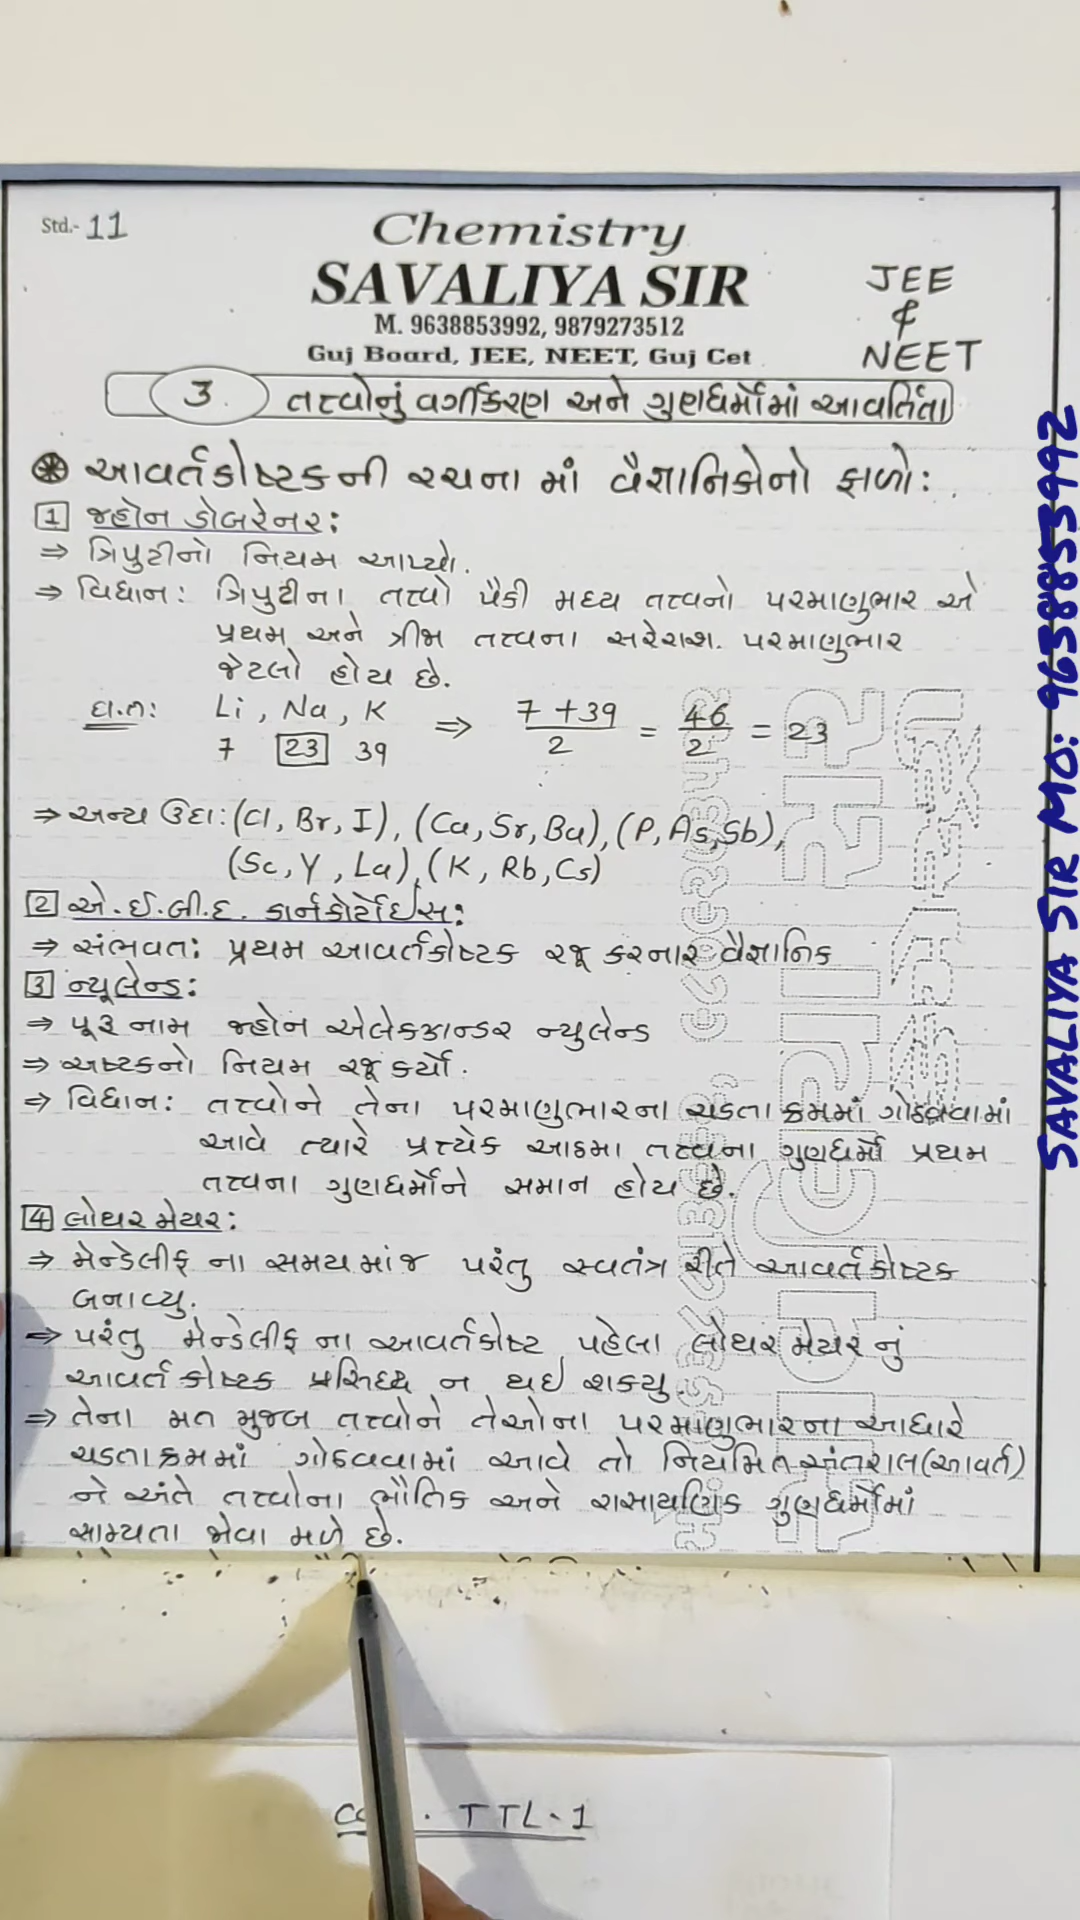 Std.- 11
Chemistry
SAVALIYA SIR
M. 9638853992, 9879273512
Guj Board, JEE, NEET, Guj Cet
JEE
&
NEET
3. તત્ત્વોનું વર્ગીકરણ અને ગુણધર્મોમાં આવર્તિતા
આવર્તકોષ્ટકની રચના માં વૈજ્ઞાનિકોનો ફાળો:
1 જ્હોન ડોબરેનર:
⇒ ત્રિપુટીનો નિયમ આપ્યો.
⇒ વિધાન: ત્રિપુટીના તત્વો પૈકી મધ્ય તત્વનો પરમાણુભાર એ
પ્રથમ અને ત્રીજા તત્વના સરેરાશ. પરમાણુભાર
જેટલો હોય છે.
દા.ત: Li, Na, K ⇒ 7+39/2 = 46/2 = 23
7 23 39
⇒ અન્ય ઉદા: (Cl, Br, I), (Ca, Sr, Ba), (P, As, Sb),
(Sc, Y, La), (K, Rb, Cs)
2 એ.ઈ.બી.દ. કાર્નકોર્ટોઈસ:
⇒ સંભવત: પ્રથમ આવર્તકોષ્ટક રજૂ કરનાર વૈજ્ઞાનિક
3 ન્યૂલેન્ડ:
⇒ પૂરૂ નામ જ્હોન એલેકઝાન્ડર ન્યુલેન્ડ
⇒ અષ્ટકનો નિયમ રજૂ કર્યો.
⇒ વિધાન: તત્વોને તેના પરમાણુભારના ચડતા ક્રમમાં ગોઠવવામાં
આવે ત્યારે પ્રત્યેક આઠમા તત્વના ગુણધર્મો પ્રથમ
તત્વના ગુણધર્મોને સમાન હોય છે.
4 લોથર મેયર:
⇒ મેન્ડેલીફ ના સમયમાંજ પરંતુ સ્વતંત્ર રીતે આવર્તકોષ્ટક
બનાવ્યુ.
⇒ પરંતુ મેન્ડેલીફ ના આવર્તકોષ્ટ પહેલા લોથર મેયર નું
આવર્ત કોષ્ટક પ્રસિધ્ધ ન થઇ શક્યુ.
⇒ તેના મત મુજબ તત્વોને તેઓના પરમાણુભારના આધારે
ચડતા ક્રમમાં ગોઠવવામાં આવે તો નિયમિત અંતરાલ(આવર્ત)
ને અંતે તત્વોના ભૌતિક અને રાસાયણિક ગુણધર્મોમાં
સામ્યતા જોવા મળે છે.
TTL-1
SAVALIYA SIR MO: 9638853992